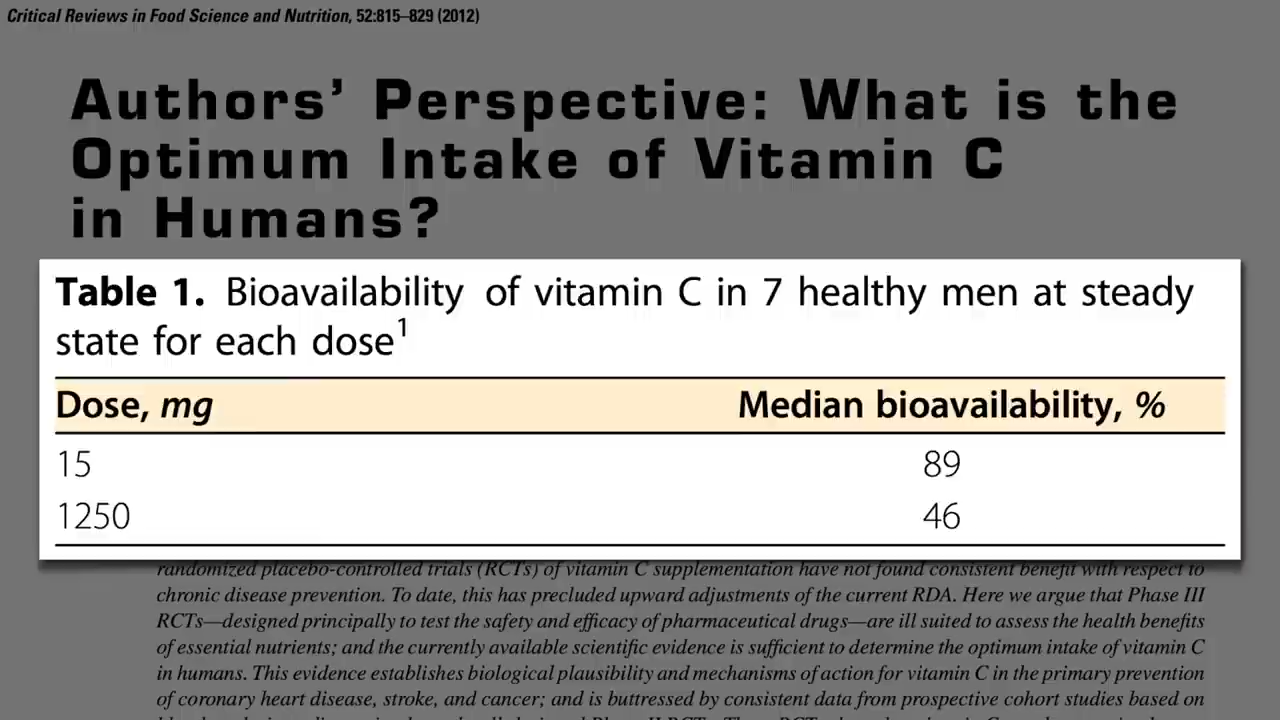 Critical Reviews in Food Science and Nutrition, 52:815–829 (2012)
Authors’ Perspective: What is the
Optimum Intake of Vitamin C
in Humans?
Table 1. Bioavailability of vitamin C in 7 healthy men at steady
state for each dose1
Dose, mg Median bioavailability, %
15 89
1250 46
randomized placebo-controlled trials (RCTs) of vitamin C supplementation have not found consistent benefit with respect to
chronic disease prevention. To date, this has precluded upward adjustments of the current RDA. Here we argue that Phase III
RCTs—designed principally to test the safety and efficacy of pharmaceutical drugs—are ill suited to assess the health benefits
of essential nutrients; and the currently available scientific evidence is sufficient to determine the optimum intake of vitamin C
in humans. This evidence establishes biological plausibility and mechanisms of action for vitamin C in the primary prevention
of coronary heart disease, stroke, and cancer; and is buttressed by consistent data from prospective cohort studies based on